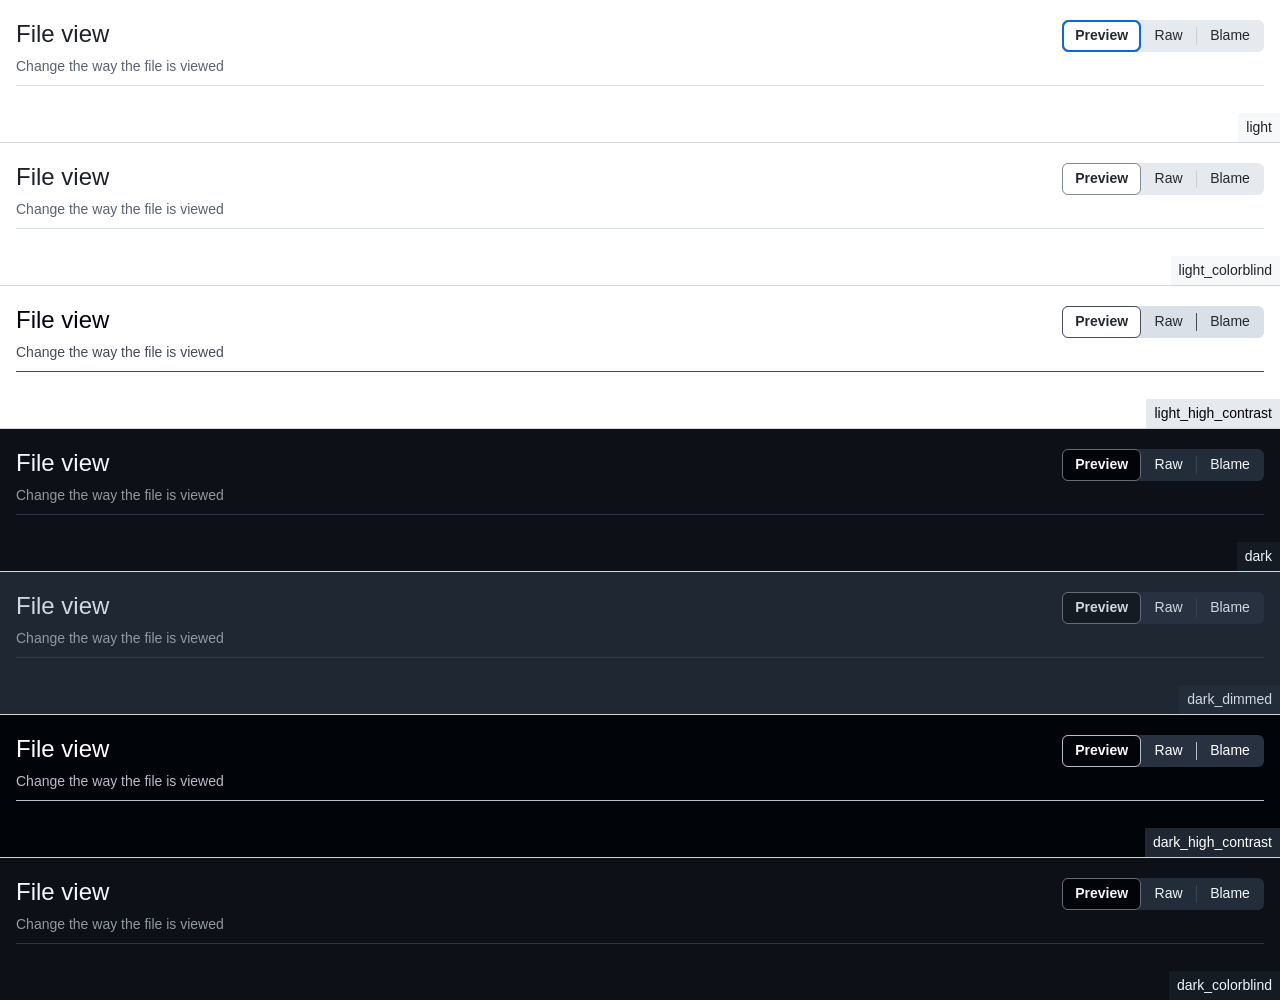 File view
Preview Raw Blame
Change the way the file is viewed
light
File view
Preview Raw Blame
Change the way the file is viewed
light_colorblind
File view
Preview Raw Blame
Change the way the file is viewed
light_high_contrast
File view
Preview Raw Blame
Change the way the file is viewed
dark
File view
Preview Raw Blame
Change the way the file is viewed
dark_dimmed
File view
Preview Raw Blame
Change the way the file is viewed
dark_high_contrast
File view
Preview Raw Blame
Change the way the file is viewed
dark_colorblind